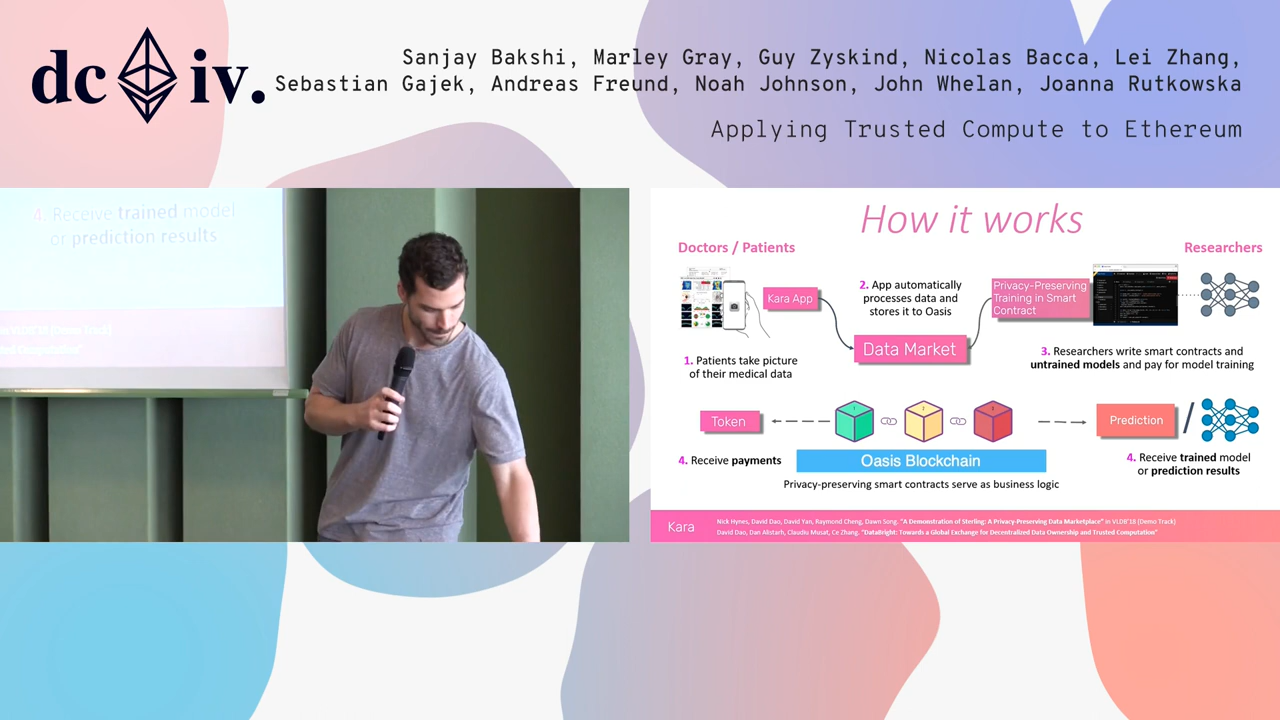 dc iv.
Sanjay Bakshi, Marley Gray, Guy Zyskind, Nicolas Bacca, Lei Zhang,
Sebastian Gajek, Andreas Freund, Noah Johnson, John Whelan, Joanna Rutkowska
Applying Trusted Compute to Ethereum
4. Receive trained model
or prediction results
How it works
Doctors / Patients
Researchers
Kara App
2. App automatically
processes data and
stores it to Oasis
Privacy-Preserving
Training in Smart
Contract
Data Market
1. Patients take picture
of their medical data
3. Researchers write smart contracts and
untrained models and pay for model training
Token
Prediction
/
4. Receive payments
Oasis Blockchain
4. Receive trained model
or prediction results
Privacy-preserving smart contracts serve as business logic
Kara
Nick Hynes, David Dao, David Yan, Raymond Cheng, Dawn Song. "A Demonstration of Sterling: A Privacy-Preserving Data Marketplace" in VLDB'18 (Demo Track)
David Dao, Dan Alistarh, Claudiu Musat, Ce Zhang. "DataBright: Towards a Global Exchange for Decentralized Data Ownership and Trusted Computation"